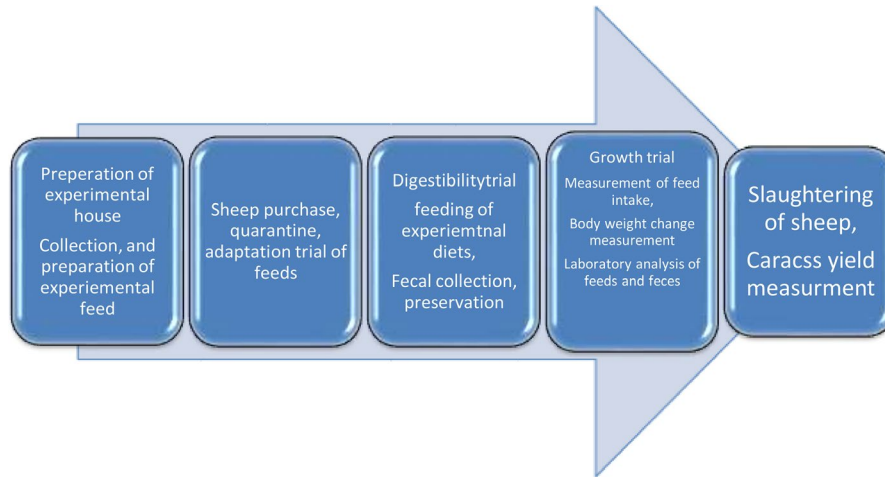 Preperation of
experimental
house
Collection, and
preparation of
experiemental
feed
Sheep purchase,
quarantine,
adaptation trial of
feeds
Digestibilitytrial
feeding of
experiemtnal
diets,
Fecal collection,
preservation
Growth trial
Measurement of feed
intake,
Body weight change
measurement
Laboratory analysis of
feeds and feces
Slaughtering
of sheep,
Caracss yield
measurment